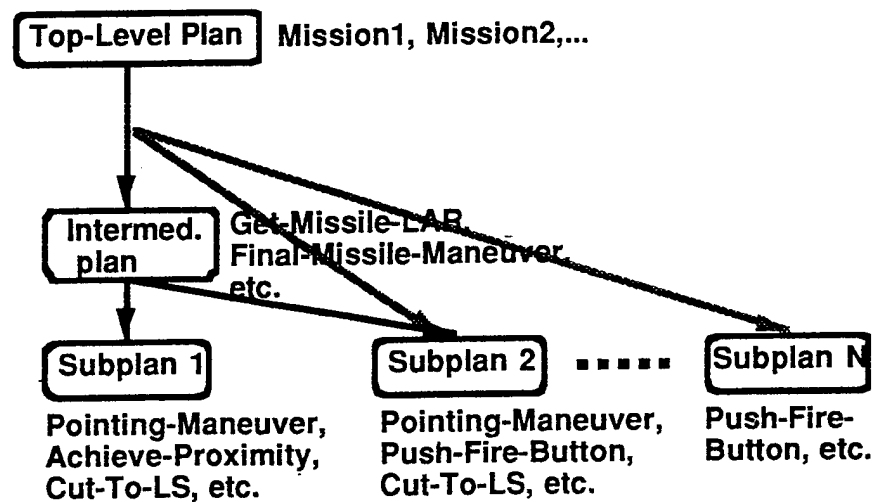 Top-Level Plan Mission1, Mission2,...
Intermed.
plan
Get-Missile-LAR,
Final-Missile-Maneuver,
etc.
Subplan 1
Subplan 2
Subplan N
Pointing-Maneuver,
Achieve-Proximity,
Cut-To-LS, etc.
Pointing-Maneuver,
Push-Fire-Button,
Cut-To-LS, etc.
Push-Fire-
Button, etc.